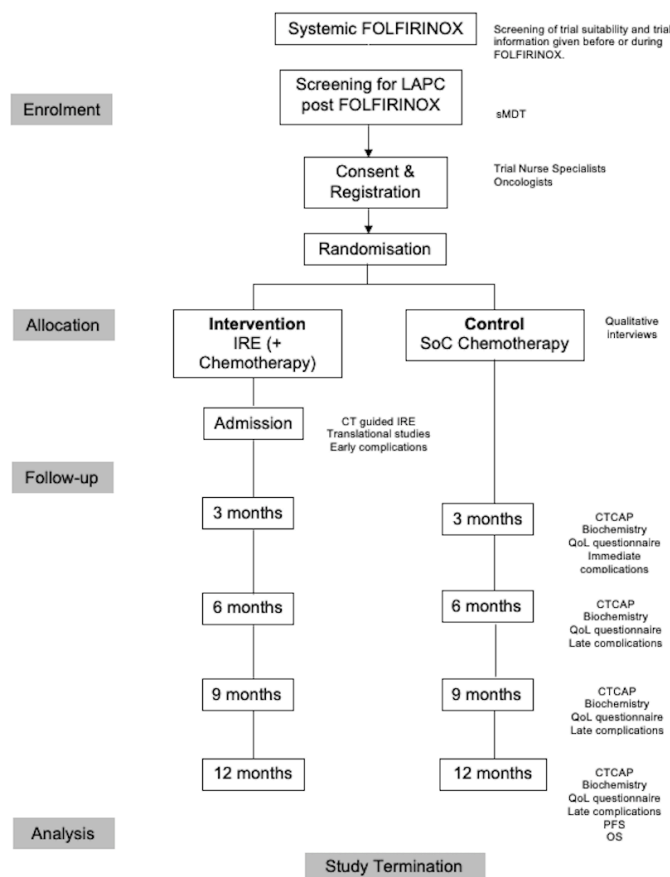 Systemic FOLFIRINOX
Screening of trial suitability and trial
information given before or during
FOLFIRINOX.
Enrolment
Screening for LAPC
post FOLFIRINOX
sMDT
Consent &
Registration
Trial Nurse Specialists
Oncologists
Randomisation
Allocation
Intervention
IRE (+
Chemotherapy)
Control
SoC Chemotherapy
Qualitative
interviews
Admission
CT guided IRE
Translational studies
Early complications
Follow-up
3 months
3 months
CTCAP
Biochemistry
QoL questionnaire
Immediate
complications
6 months
6 months
CTCAP
Biochemistry
QoL questionnaire
Late complications
9 months
9 months
CTCAP
Biochemistry
QoL questionnaire
Late complications
12 months
12 months
CTCAP
Biochemistry
QoL questionnaire
Late complications
PFS
OS
Analysis
Study Termination